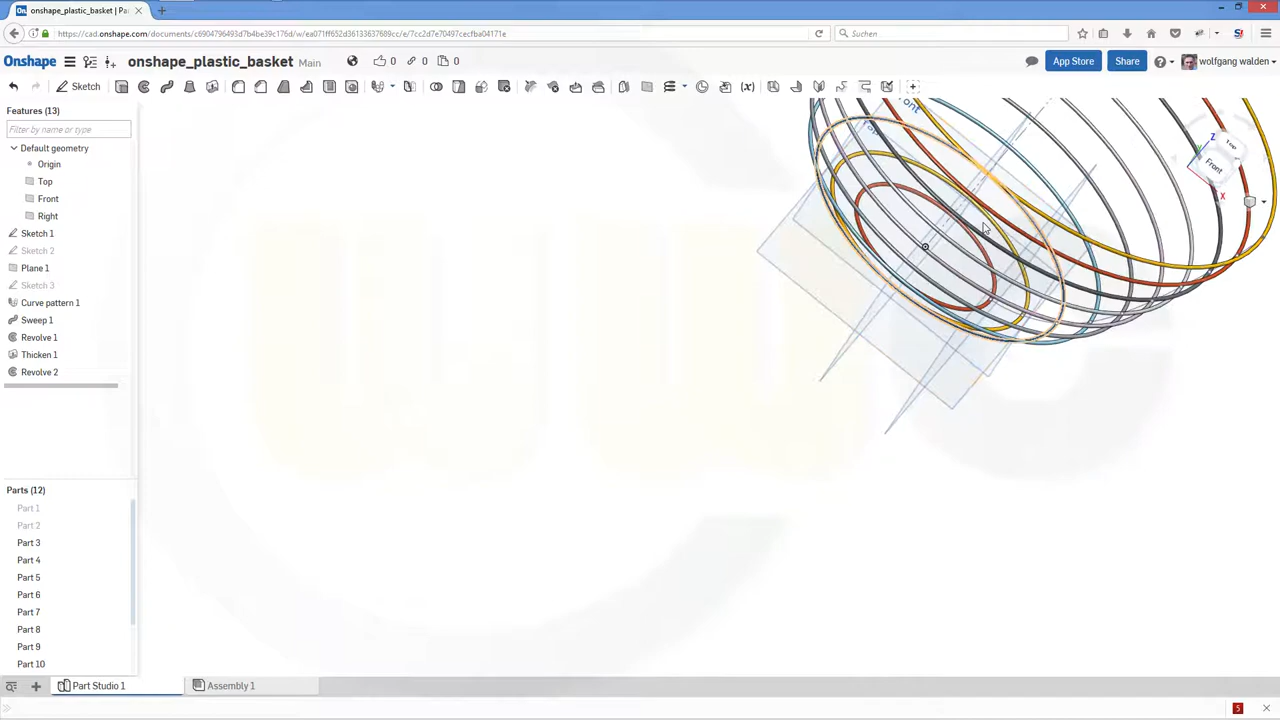 onshape_plastic_basket | Pa
https://cad.onshape.com/documents/c6904796493d7b4be39c176d/w/ea071ff652d36133637689cc/e/7cc2d7e70497cecfba04171e
Suchen
Onshape
onshape_plastic_basket Main
0
0
0
App Store
Share
wolfgang walden
Sketch
Features (13)
Filter by name or type
Default geometry
Origin
Top
Front
Right
Sketch 1
Sketch 2
Plane 1
Sketch 3
Curve pattern 1
Sweep 1
Revolve 1
Thicken 1
Revolve 2
Parts (12)
Part 1
Part 2
Part 3
Part 4
Part 5
Part 6
Part 7
Part 8
Part 9
Part 10
Front
Top
Z
Top
Front
X
Part Studio 1
Assembly 1
5